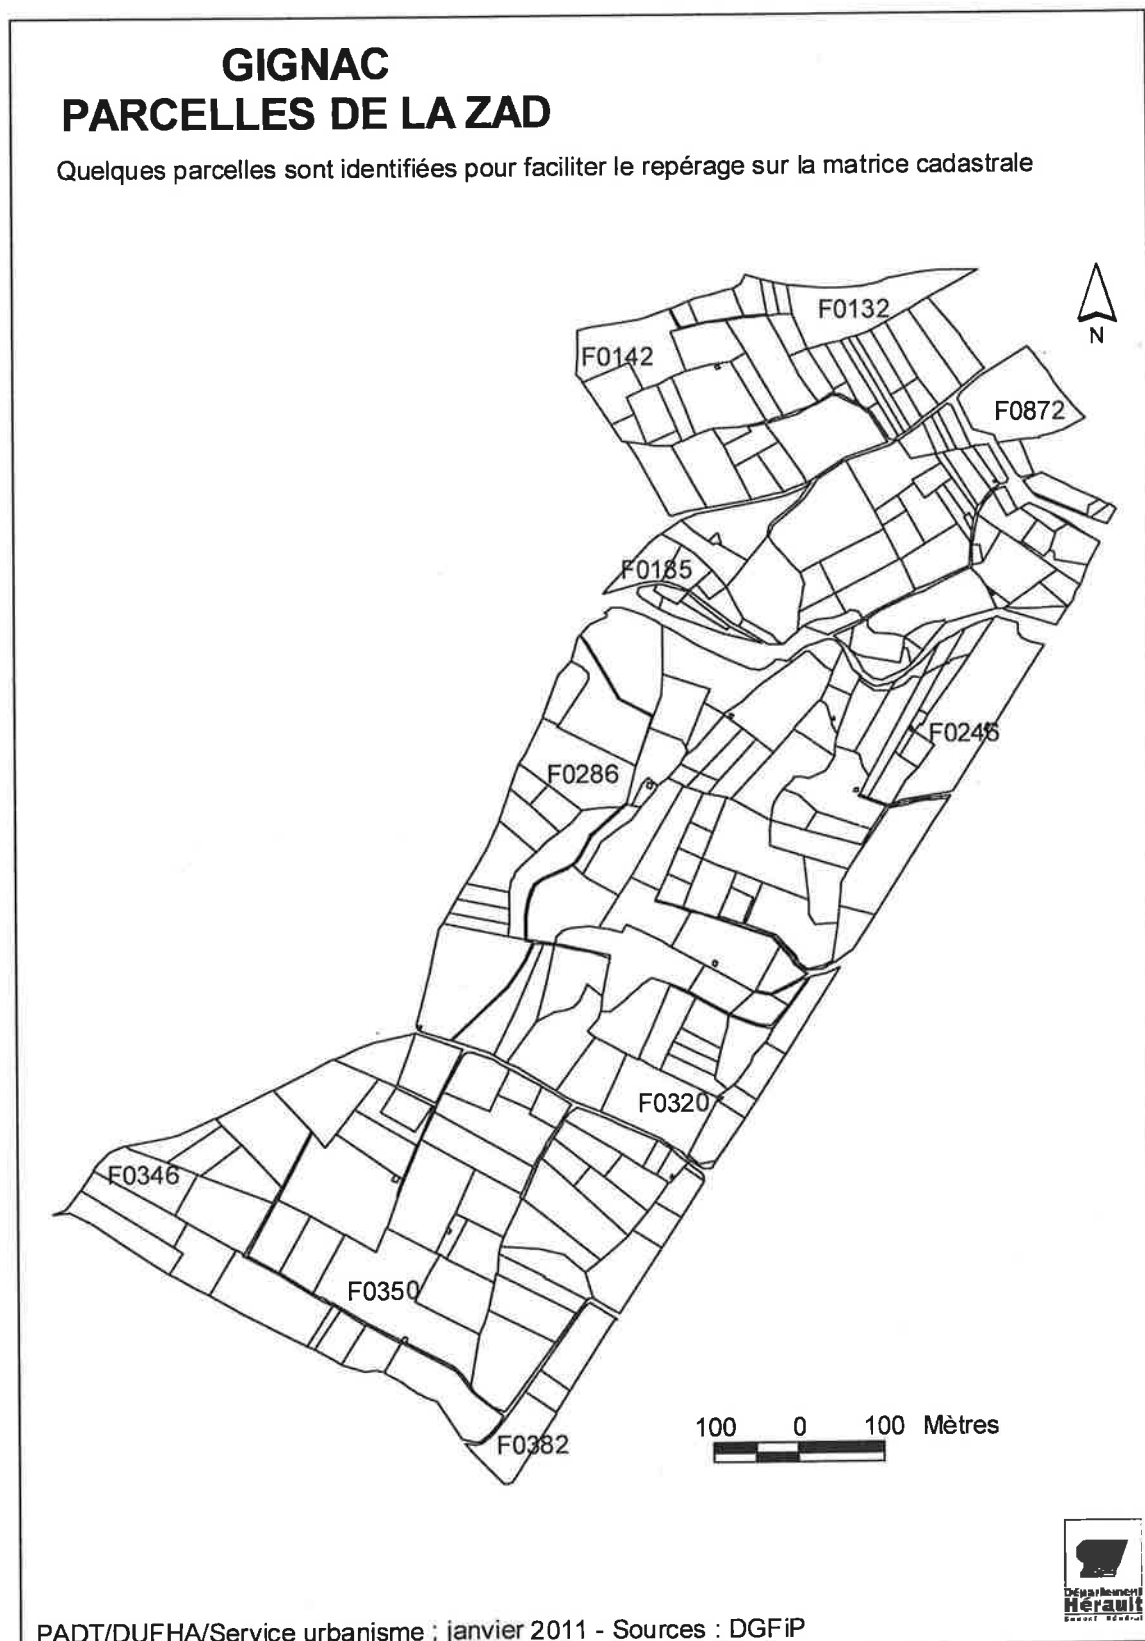 GIGNAC
PARCELLES DE LA ZAD
Quelques parcelles sont identifiées pour faciliter le repérage sur la matrice cadastrale
F0132
N
F0142
F0872
F0185
F0246
F0286
F0320
F0346
F0350
100 0 100 Mètres
F0382
Département
Hérault
Conseil Général
PADT/DUFHA/Service urbanisme ; janvier 2011 - Sources : DGFiP